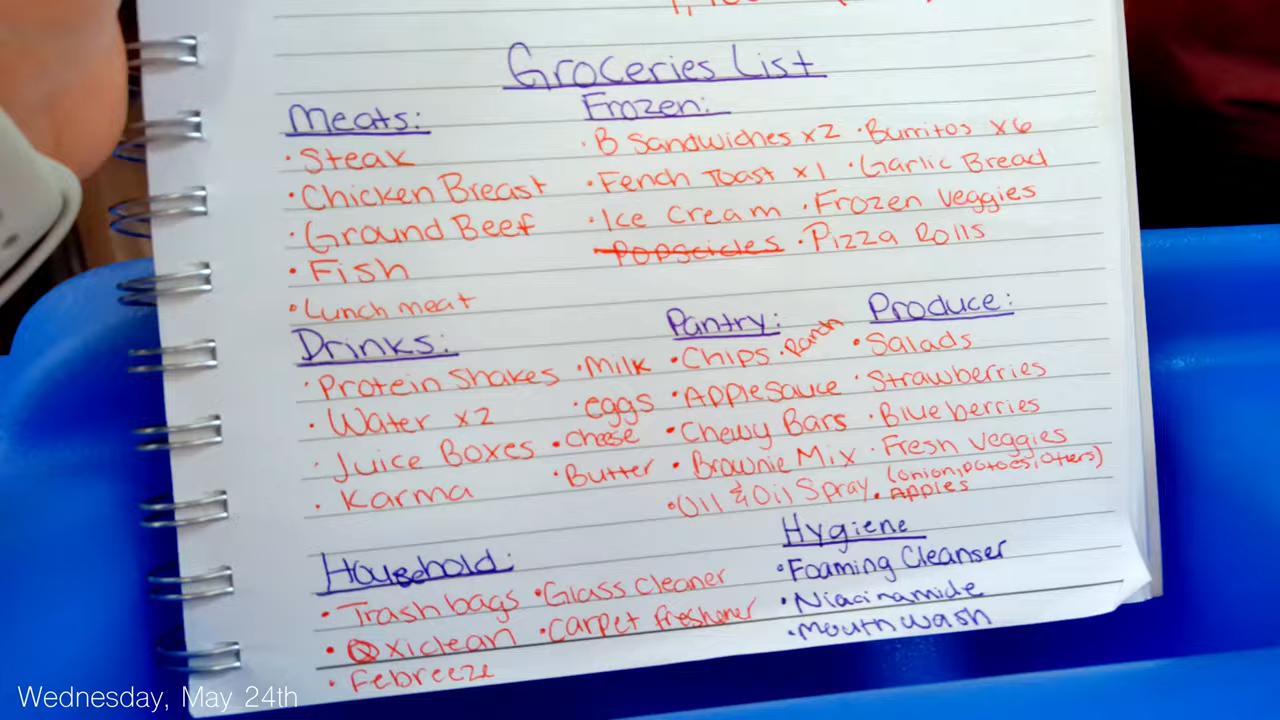 Groceries List
Meats:
• Steak
• Chicken Breast
• Ground Beef
• Fish
• Lunch meat
Frozen:
• B Sandwiches x2 • Burritos x6
• Fench Toast x1 • Garlic Bread
• Ice Cream • Frozen Veggies
Popscicles • Pizza Rolls
Drinks:
• Protein Shakes • Milk
• Water x2 • eggs
• Juice Boxes • Cheese
• Karma • Butter
Pantry:
• Chips •
• Applesauce
• Chewy Bars
• Brownie Mix
• Oil & Oil Spray
Produce:
• Salads
• Strawberries
• Blueberries
• Fresh Veggies
(onion, potatoes, others)
• Apples
Household:
• Trash bags • Glass Cleaner
• Oxiclean • Carpet freshener
• Febreeze
Hygiene
• Foaming Cleanser
• Niacinamide
• Mouth wash
Wednesday, May 24th